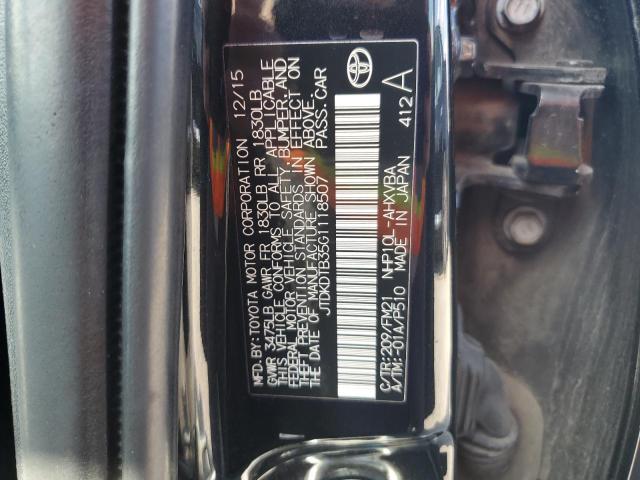 MFD.BY:TOYOTA MOTOR CORPORATION 12/15
GVWR 3475LB GAWR FR 1830LB RR 1830LB
THIS VEHICLE CONFORMS TO ALL APPLICABLE
FEDERAL MOTOR VEHICLE SAFETY, BUMPER, AND
THEFT PREVENTION STANDARDS IN EFFECT ON
THE DATE OF MANUFACTURE SHOWN ABOVE.
JTDKDTB35G1118507 PASS.CAR
C/TR:209/FM21 NHP10L-AHXVBA
A/TM:-01A/P510 MADE IN JAPAN 412 A